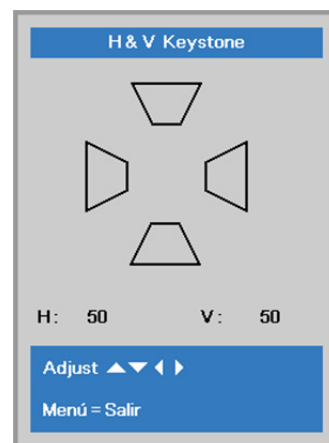 H & V Keystone
H: 50 V: 50
Adjust ▲▼◀▶
Menú = Salir